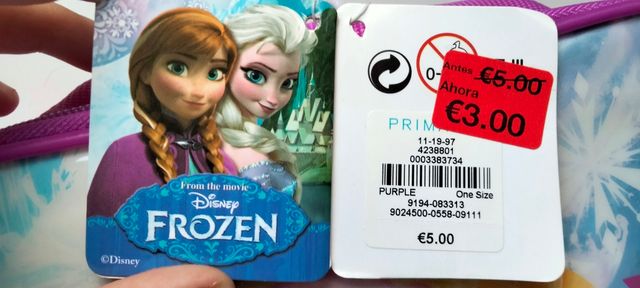 From the movie
Disney
FROZEN
©Disney
0-
Antes €5.00
Ahora
€3.00
11-19-97
4238801
0003383734
PURPLE One Size
9194-083313
9024500-0558-09111
€5.00